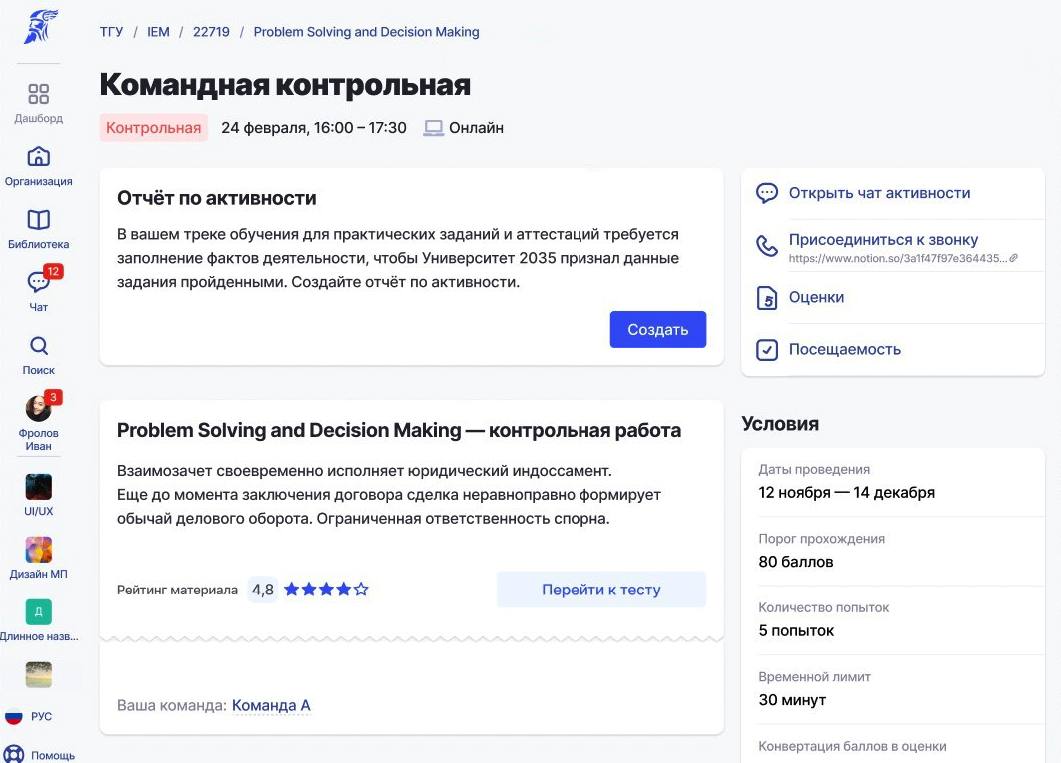 ТГУ / IEM / 22719 / Problem Solving and Decision Making
Командная контрольная
Контрольная 24 февраля, 16:00 – 17:30 Онлайн
Дашборд
Организация
Библиотека
12
Чат
Поиск
3
Фролов
Иван
UI/UX
Дизайн МП
Д
Длинное назв...
РУС
Помощь
Отчёт по активности
В вашем треке обучения для практических заданий и аттестаций требуется
заполнение фактов деятельности, чтобы Университет 2035 признал данные
задания пройденными. Создайте отчёт по активности.
Создать
Problem Solving and Decision Making — контрольная работа
Взаимозачет своевременно исполняет юридический индоссамент.
Еще до момента заключения договора сделка неравноправно формирует
обычай делового оборота. Ограниченная ответственность спорна.
Рейтинг материала 4,8
Перейти к тесту
Ваша команда: Команда А
Открыть чат активности
Присоединиться к звонку
https://www.notion.so/3a1f47f97e364435...
5 Оценки
Посещаемость
Условия
Даты проведения
12 ноября — 14 декабря
Порог прохождения
80 баллов
Количество попыток
5 попыток
Временной лимит
30 минут
Конвертация баллов в оценки